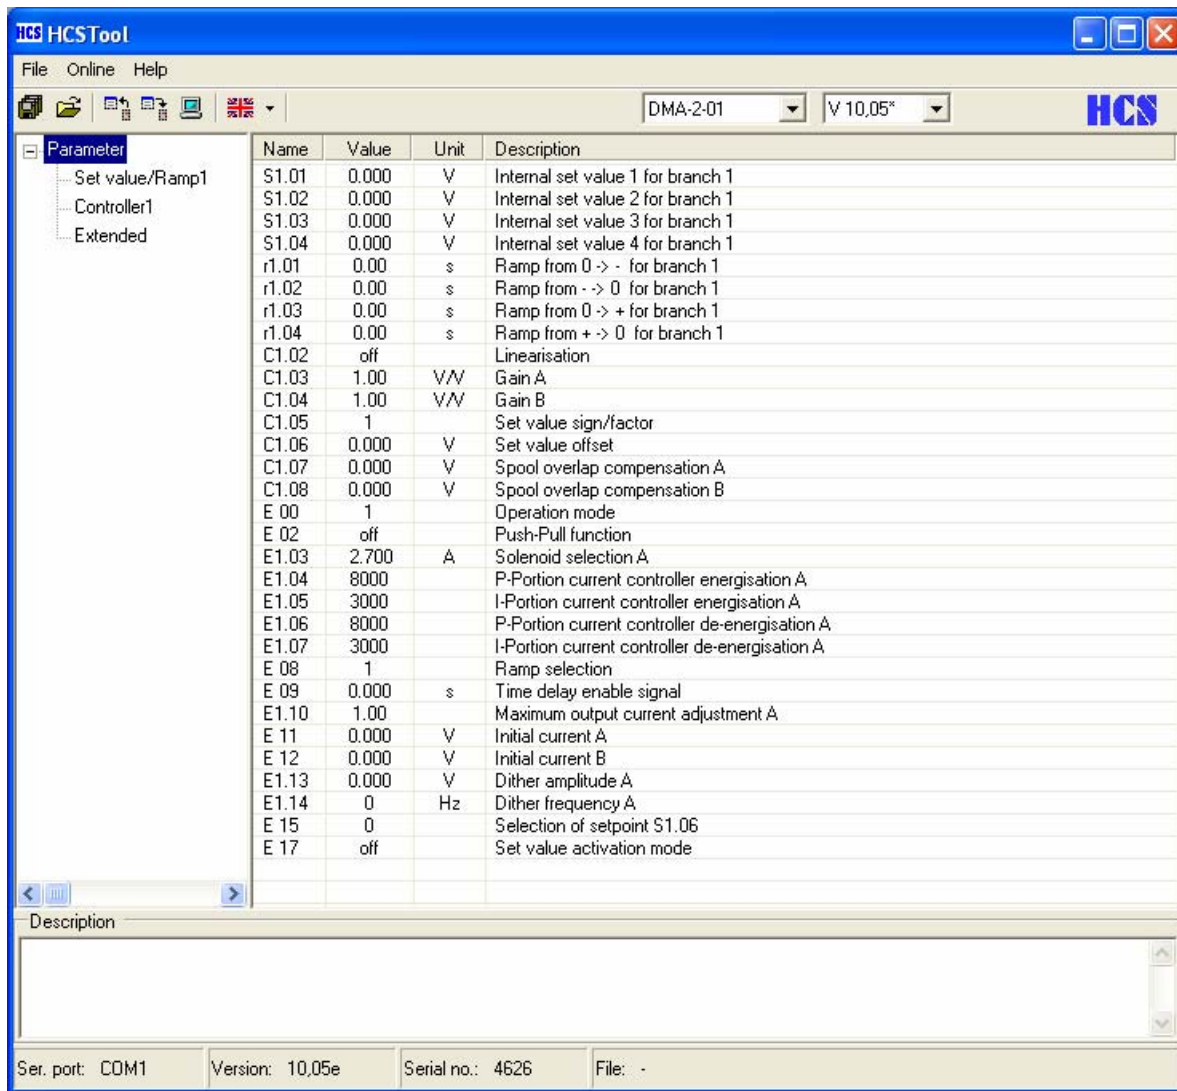 HCS HCSTool
File Online Help
DMA-2-01 V 10,05* HCS
Parameter
Set value/Ramp1
Controller1
Extended
Name Value Unit Description
S1.01 0.000 V Internal set value 1 for branch 1
S1.02 0.000 V Internal set value 2 for branch 1
S1.03 0.000 V Internal set value 3 for branch 1
S1.04 0.000 V Internal set value 4 for branch 1
r1.01 0.00 s Ramp from 0 -> - for branch 1
r1.02 0.00 s Ramp from - -> 0 for branch 1
r1.03 0.00 s Ramp from 0 -> + for branch 1
r1.04 0.00 s Ramp from + -> 0 for branch 1
C1.02 off Linearisation
C1.03 1.00 V/V Gain A
C1.04 1.00 V/V Gain B
C1.05 1 Set value sign/factor
C1.06 0.000 V Set value offset
C1.07 0.000 V Spool overlap compensation A
C1.08 0.000 V Spool overlap compensation B
E 00 1 Operation mode
E 02 off Push-Pull function
E1.03 2.700 A Solenoid selection A
E1.04 8000 P-Portion current controller energisation A
E1.05 3000 I-Portion current controller energisation A
E1.06 8000 P-Portion current controller de-energisation A
E1.07 3000 I-Portion current controller de-energisation A
E 08 1 Ramp selection
E 09 0.000 s Time delay enable signal
E1.10 1.00 Maximum output current adjustment A
E 11 0.000 V Initial current A
E 12 0.000 V Initial current B
E1.13 0.000 V Dither amplitude A
E1.14 0 Hz Dither frequency A
E 15 0 Selection of setpoint S1.06
E 17 off Set value activation mode
Description
Ser. port: COM1 Version: 10,05e Serial no.: 4626 File: -